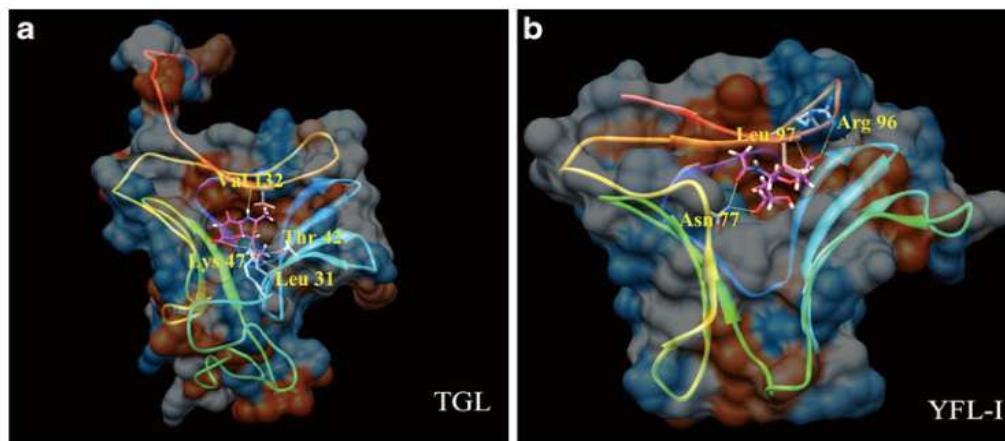 a
Val 132
Thr 42
Lys 47
Leu 31
TGL
b
Leu 97
Arg 96
Asn 77
YFL-I